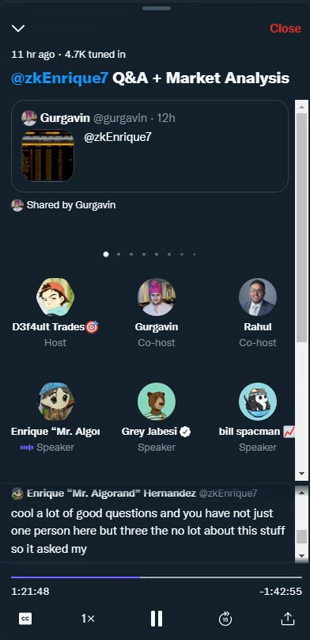 Close
11 hr ago · 4.7K tuned in
@zkEnrique7 Q&A + Market Analysis
Gurgavin @gurgavin · 12h
@zkEnrique7
Shared by Gurgavin
D3f4ult Trades🎯
Gurgavin
Rahul
Host
Co-host
Co-host
Enrique “Mr. Algor
Grey Jabesi
bill spacman 📈
Speaker
Speaker
Speaker
Enrique “Mr. Algorand” Hernandez @zkEnrique7
cool a lot of good questions and you have not just
one person here but three the no lot about this stuff
so it asked my
1:21:48
-1:42:55
CC
1×
15